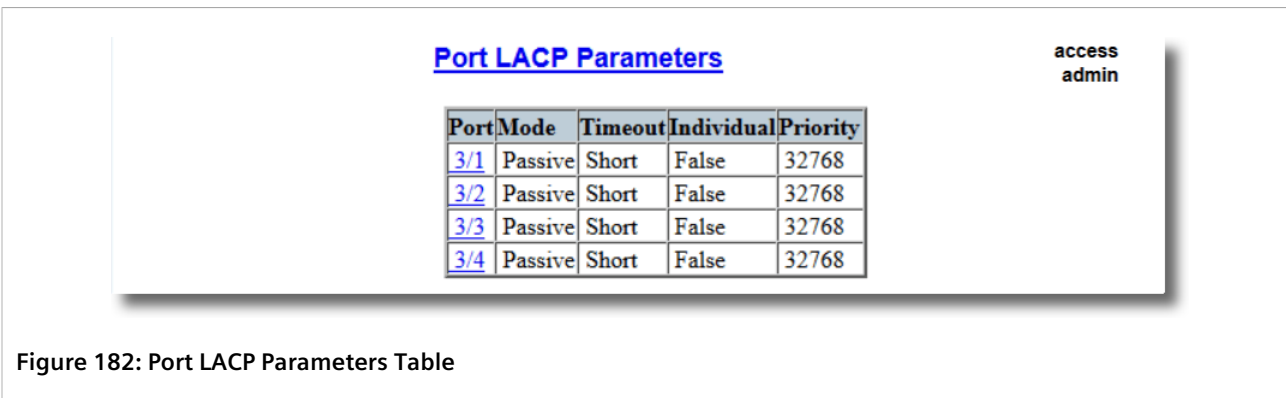 Port LACP Parameters
access
admin
Port Mode Timeout Individual Priority
3/1 Passive Short False 32768
3/2 Passive Short False 32768
3/3 Passive Short False 32768
3/4 Passive Short False 32768
Figure 182: Port LACP Parameters Table